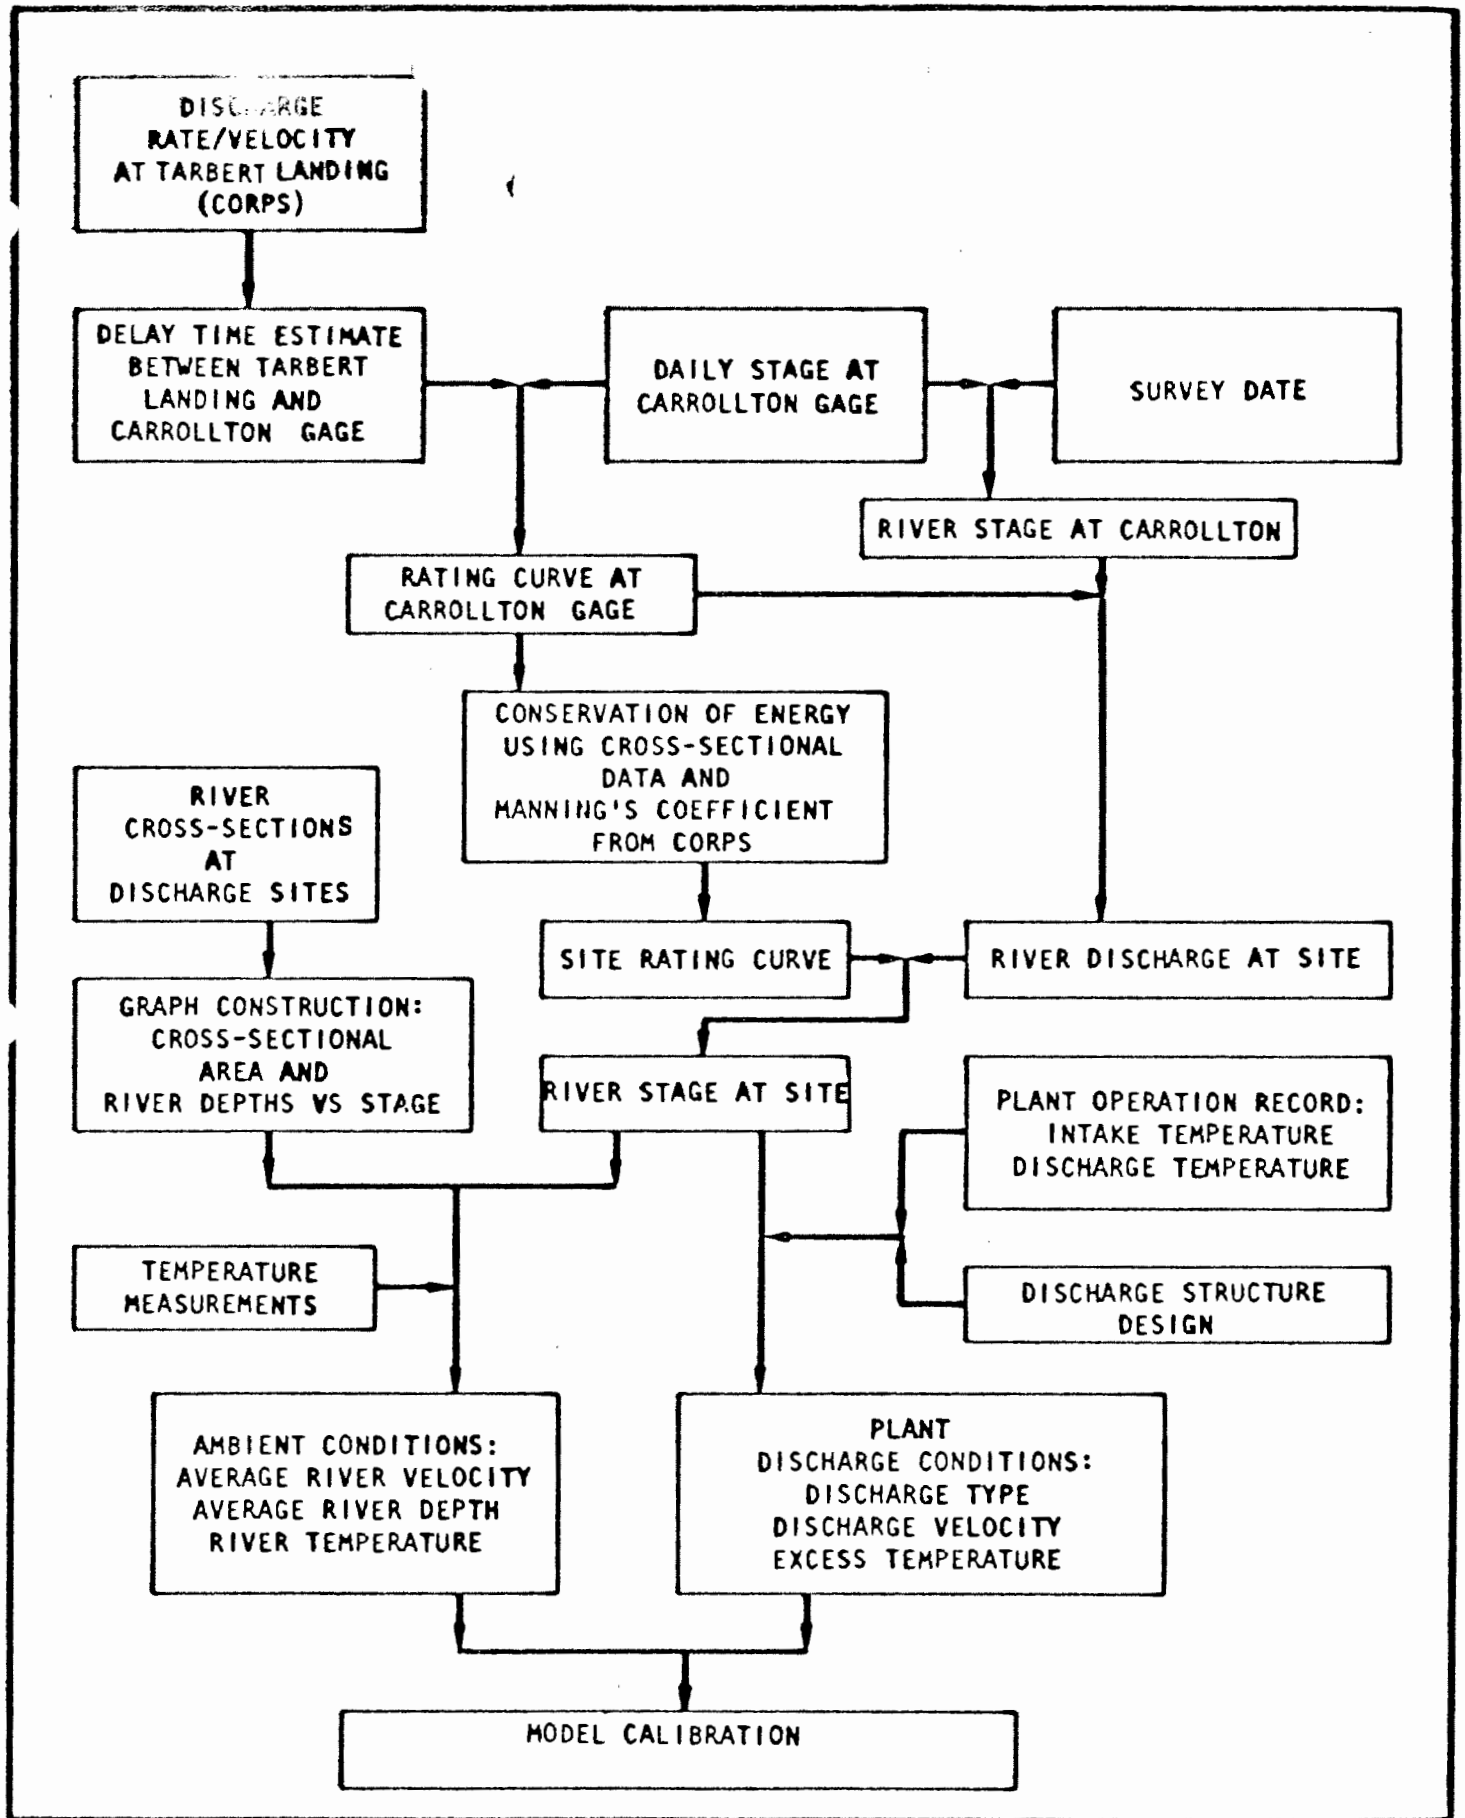 DISCHARGE
RATE/VELOCITY
AT TARBERT LANDING
(CORPS)
DELAY TIME ESTIMATE
BETWEEN TARBERT
LANDING AND
CARROLLTON GAGE
DAILY STAGE AT
CARROLLTON GAGE
SURVEY DATE
RIVER STAGE AT CARROLLTON
RATING CURVE AT
CARROLLTON GAGE
CONSERVATION OF ENERGY
USING CROSS-SECTIONAL
DATA AND
MANNING'S COEFFICIENT
FROM CORPS
RIVER
CROSS-SECTIONS
AT
DISCHARGE SITES
SITE RATING CURVE
RIVER DISCHARGE AT SITE
GRAPH CONSTRUCTION:
CROSS-SECTIONAL
AREA AND
RIVER DEPTHS VS STAGE
RIVER STAGE AT SITE
PLANT OPERATION RECORD:
INTAKE TEMPERATURE
DISCHARGE TEMPERATURE
TEMPERATURE
MEASUREMENTS
DISCHARGE STRUCTURE
DESIGN
AMBIENT CONDITIONS:
AVERAGE RIVER VELOCITY
AVERAGE RIVER DEPTH
RIVER TEMPERATURE
PLANT
DISCHARGE CONDITIONS:
DISCHARGE TYPE
DISCHARGE VELOCITY
EXCESS TEMPERATURE
MODEL CALIBRATION